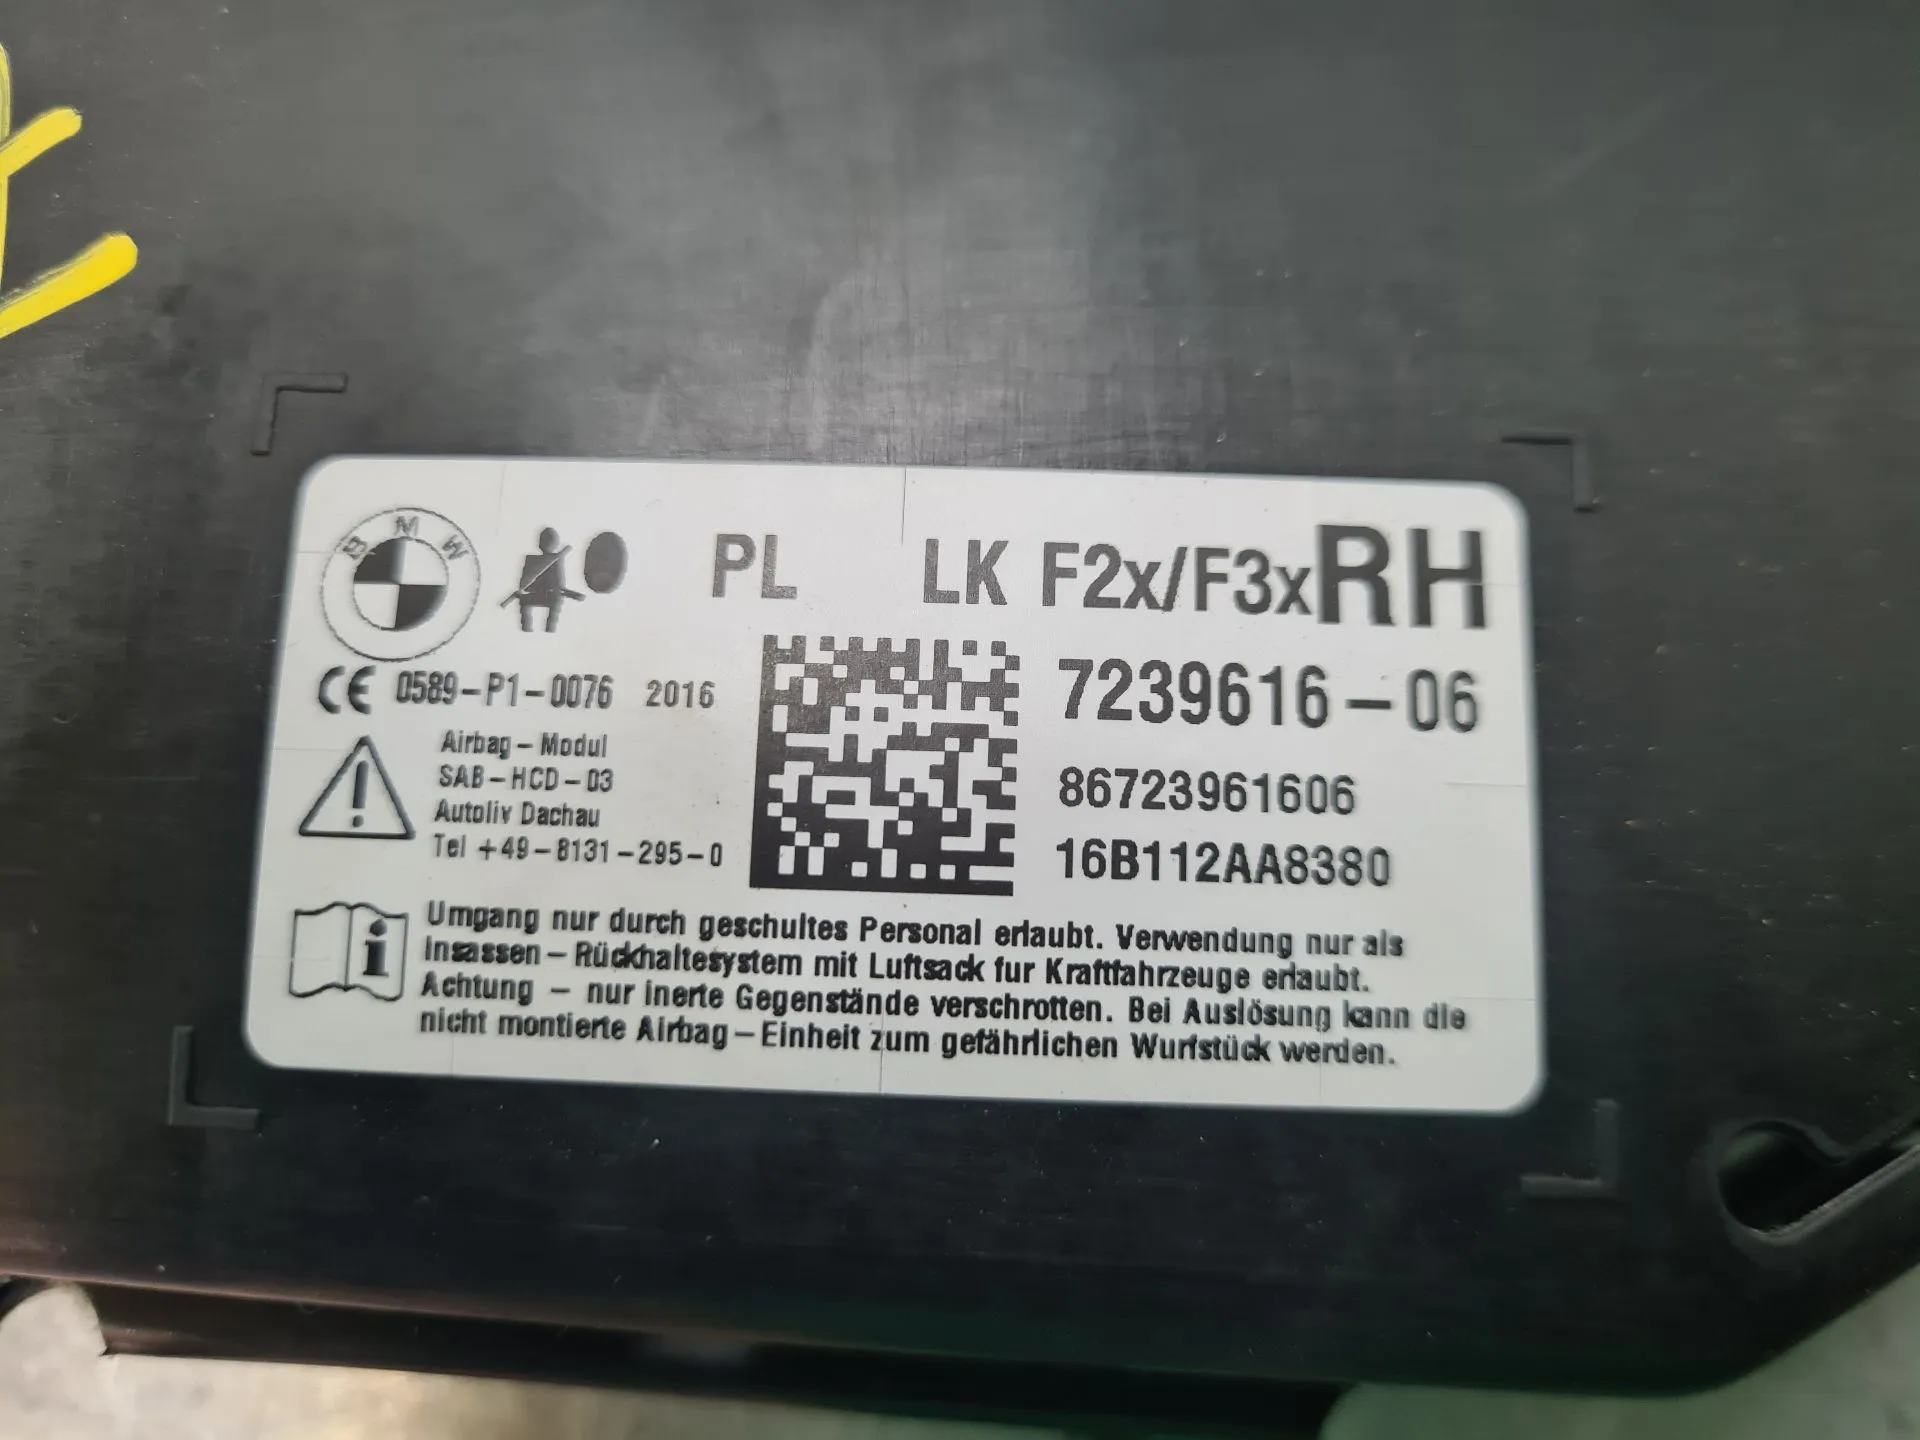 BMW
PL LK F2x/F3x RH
CE 0589-P1-0076 2016
7239616-06
Airbag-Modul
SAB-HCD-03
Autoliv Dachau
Tel +49-8131-295-0
86723961606
16B112AA8380
Umgang nur durch geschultes Personal erlaubt. Verwendung nur als
Insassen-Rückhaltesystem mit Luftsack fur Kraftfahrzeuge erlaubt.
Achtung - nur inerte Gegenstände verschrotten. Bei Auslösung kann die
nicht montierte Airbag-Einheit zum gefährlichen Wurfstück werden.